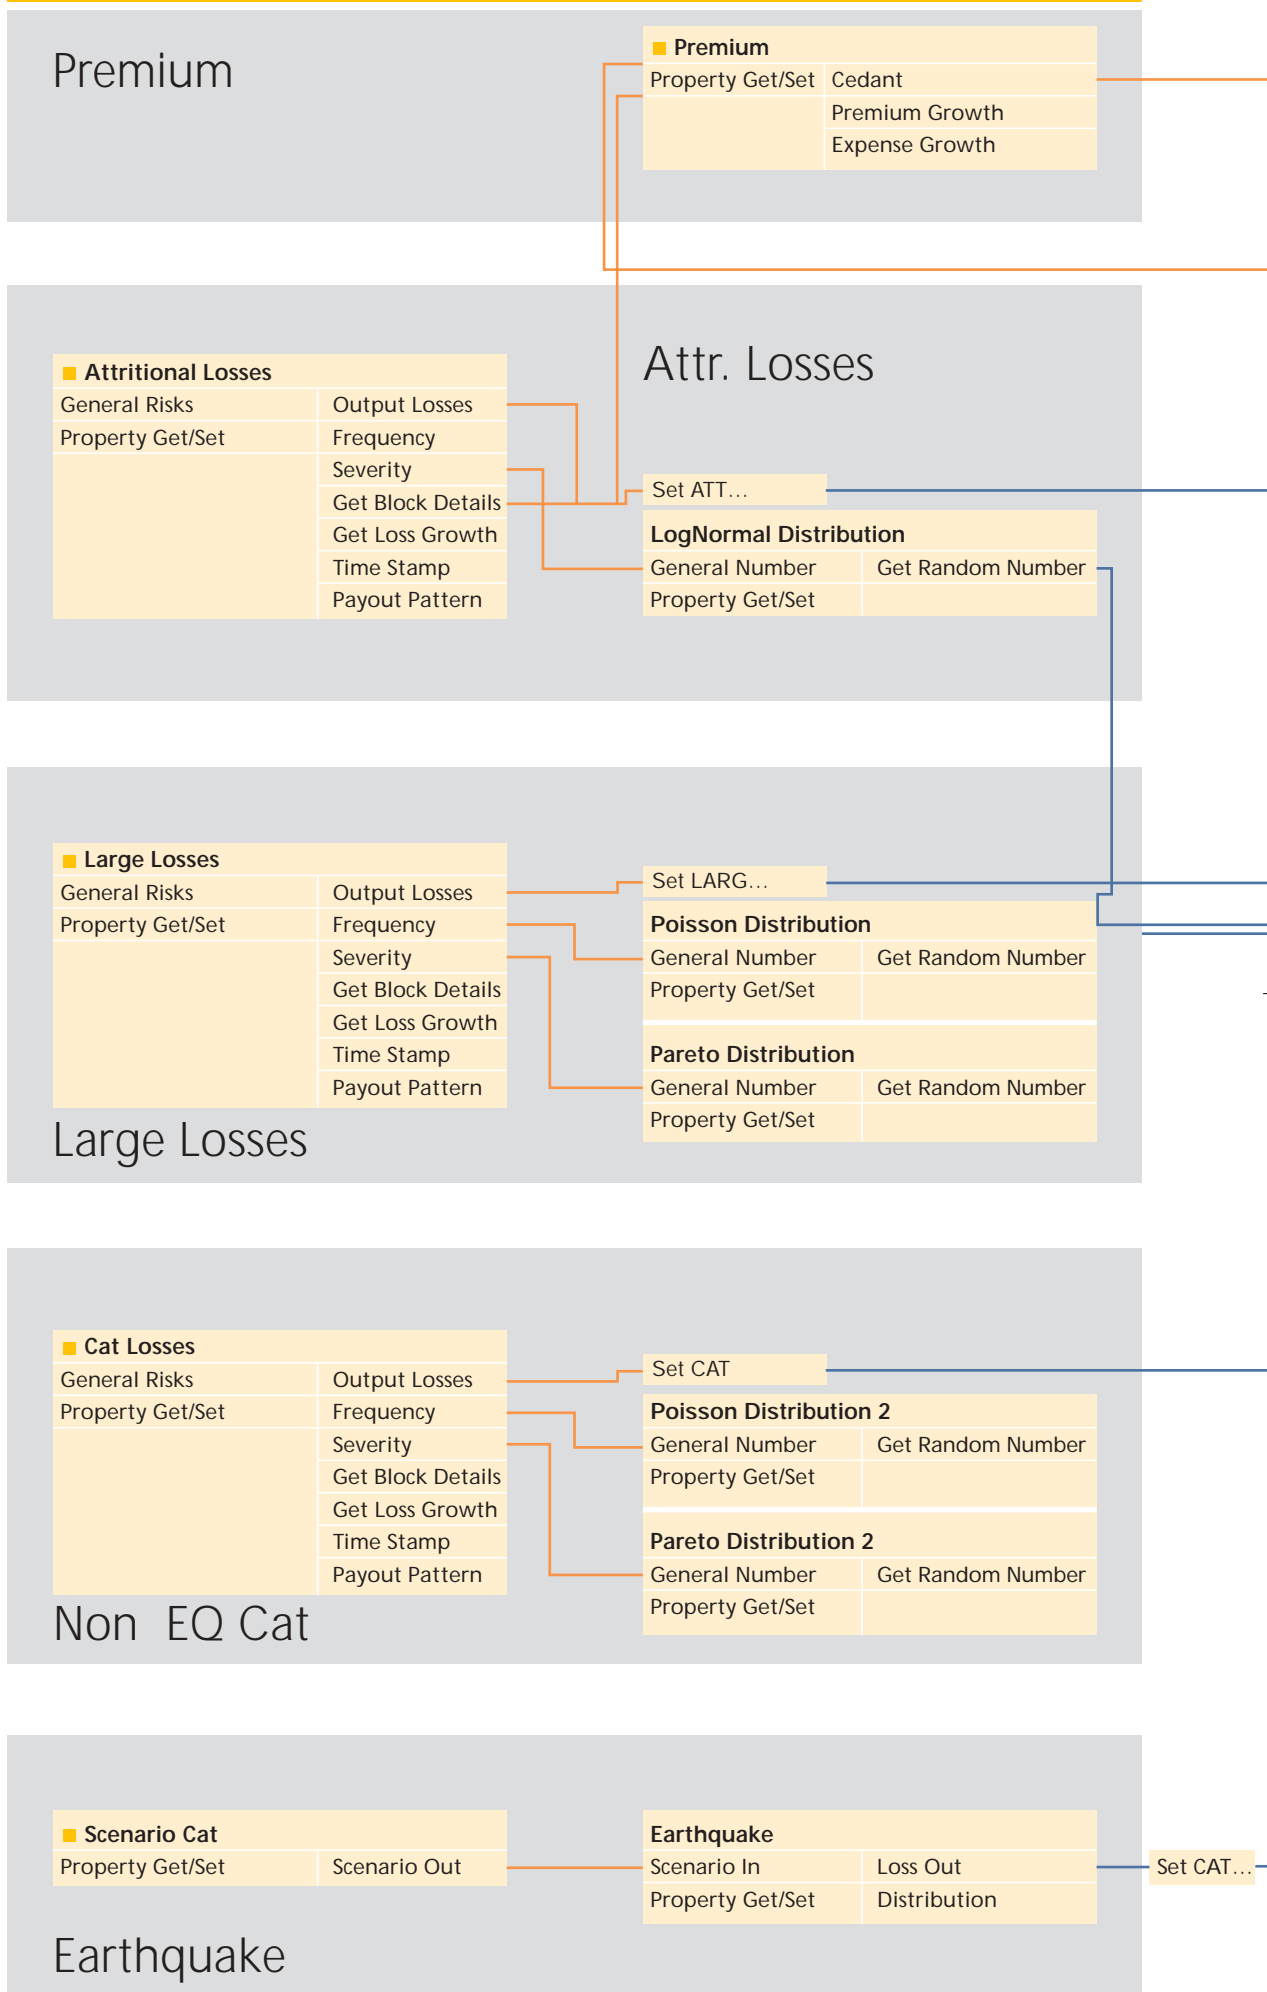 Premium
Premium
Property Get/Set Cedant
Premium Growth
Expense Growth
Attr. Losses
Attritional Losses
General Risks Output Losses
Property Get/Set Frequency
Severity
Get Block Details
Get Loss Growth
Time Stamp
Payout Pattern
Set ATT...
LogNormal Distribution
General Number Get Random Number
Property Get/Set
Large Losses
General Risks Output Losses
Property Get/Set Frequency
Severity
Get Block Details
Get Loss Growth
Time Stamp
Payout Pattern
Large Losses
Set LARG...
Poisson Distribution
General Number Get Random Number
Property Get/Set
Pareto Distribution
General Number Get Random Number
Property Get/Set
Cat Losses
General Risks Output Losses
Property Get/Set Frequency
Severity
Get Block Details
Get Loss Growth
Time Stamp
Payout Pattern
Non EQ Cat
Set CAT
Poisson Distribution 2
General Number Get Random Number
Property Get/Set
Pareto Distribution 2
General Number Get Random Number
Property Get/Set
Scenario Cat
Property Get/Set Scenario Out
Earthquake
Scenario In Loss Out
Property Get/Set Distribution
Set CAT...
Earthquake